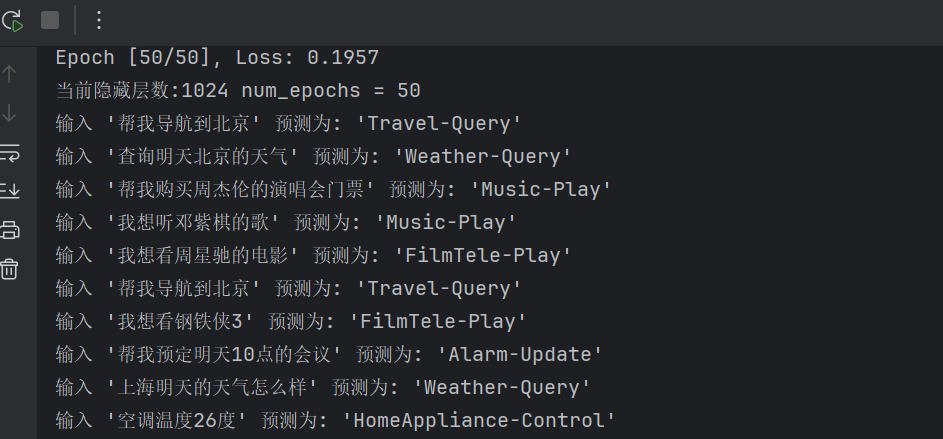 Epoch [50/50], Loss: 0.1957
当前隐藏层数:1024 num_epochs = 50
输入 '帮我导航到北京' 预测为: 'Travel-Query'
输入 '查询明天北京的天气' 预测为: 'Weather-Query'
输入 '帮我购买周杰伦的演唱会门票' 预测为: 'Music-Play'
输入 '我想听邓紫棋的歌' 预测为: 'Music-Play'
输入 '我想看周星驰的电影' 预测为: 'FilmTele-Play'
输入 '帮我导航到北京' 预测为: 'Travel-Query'
输入 '我想看钢铁侠3' 预测为: 'FilmTele-Play'
输入 '帮我预定明天10点的会议' 预测为: 'Alarm-Update'
输入 '上海明天的天气怎么样' 预测为: 'Weather-Query'
输入 '空调温度26度' 预测为: 'HomeAppliance-Control'